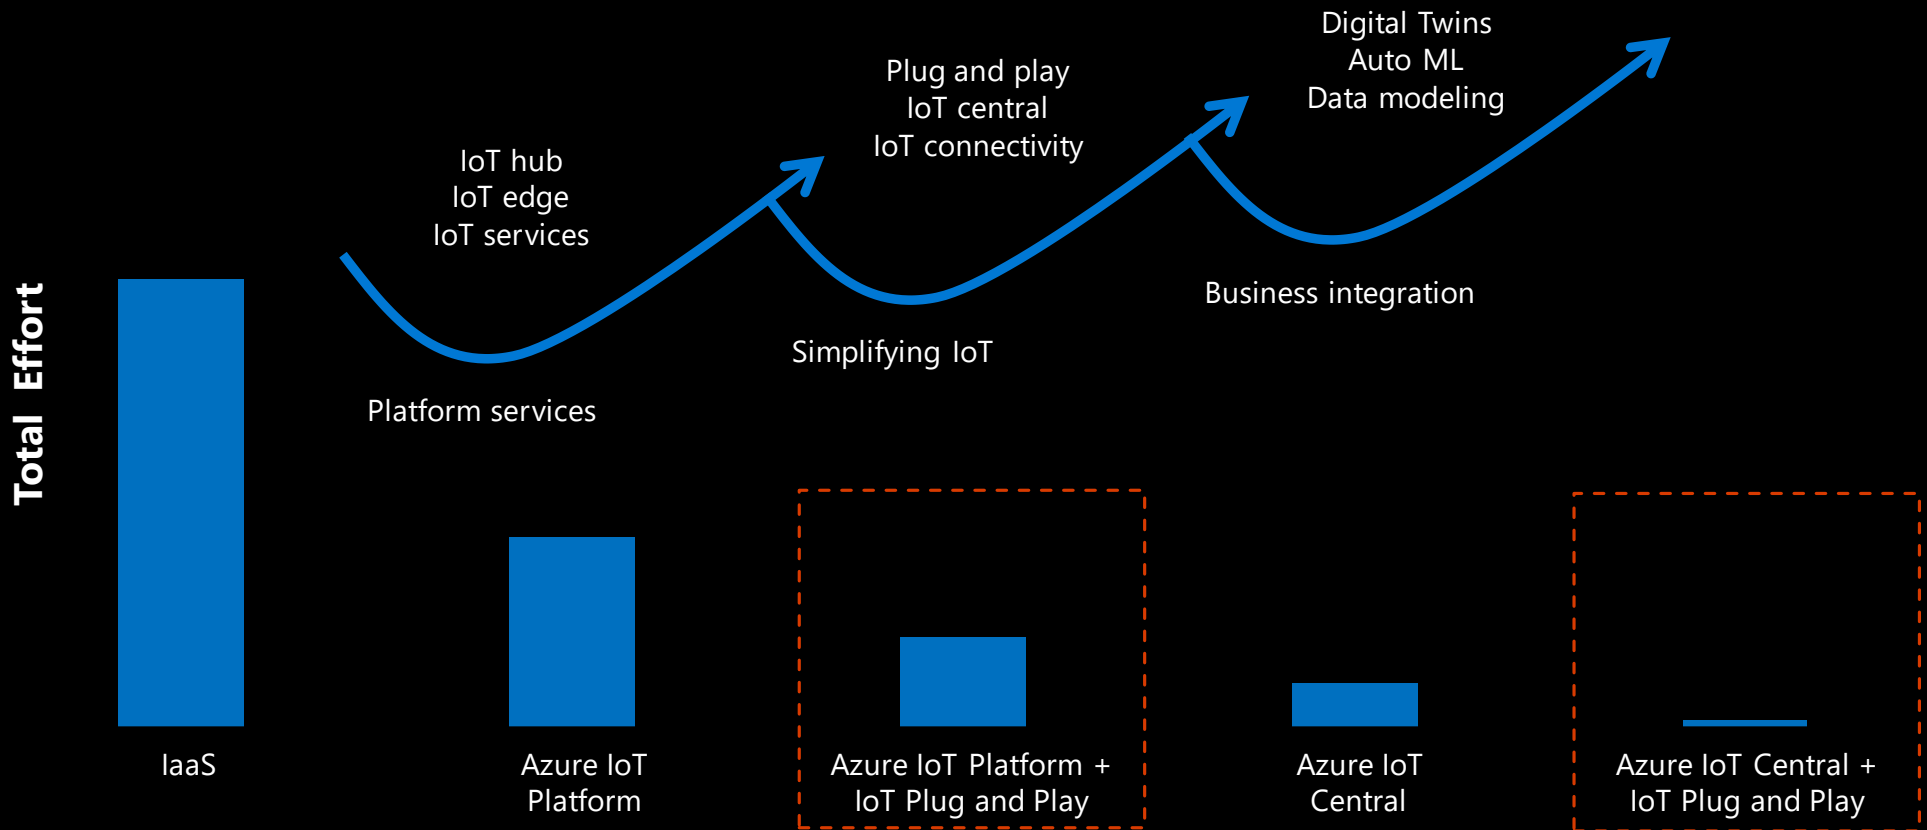 Digital Twins
Auto ML
Data modeling
Plug and play
IoT central
IoT connectivity
IoT hub
IoT edge
IoT services
Business integration
Simplifying IoT
Platform services
Total Effort
IaaS
Azure IoT
Platform
Azure IoT Platform +
IoT Plug and Play
Azure IoT
Central
Azure IoT Central +
IoT Plug and Play